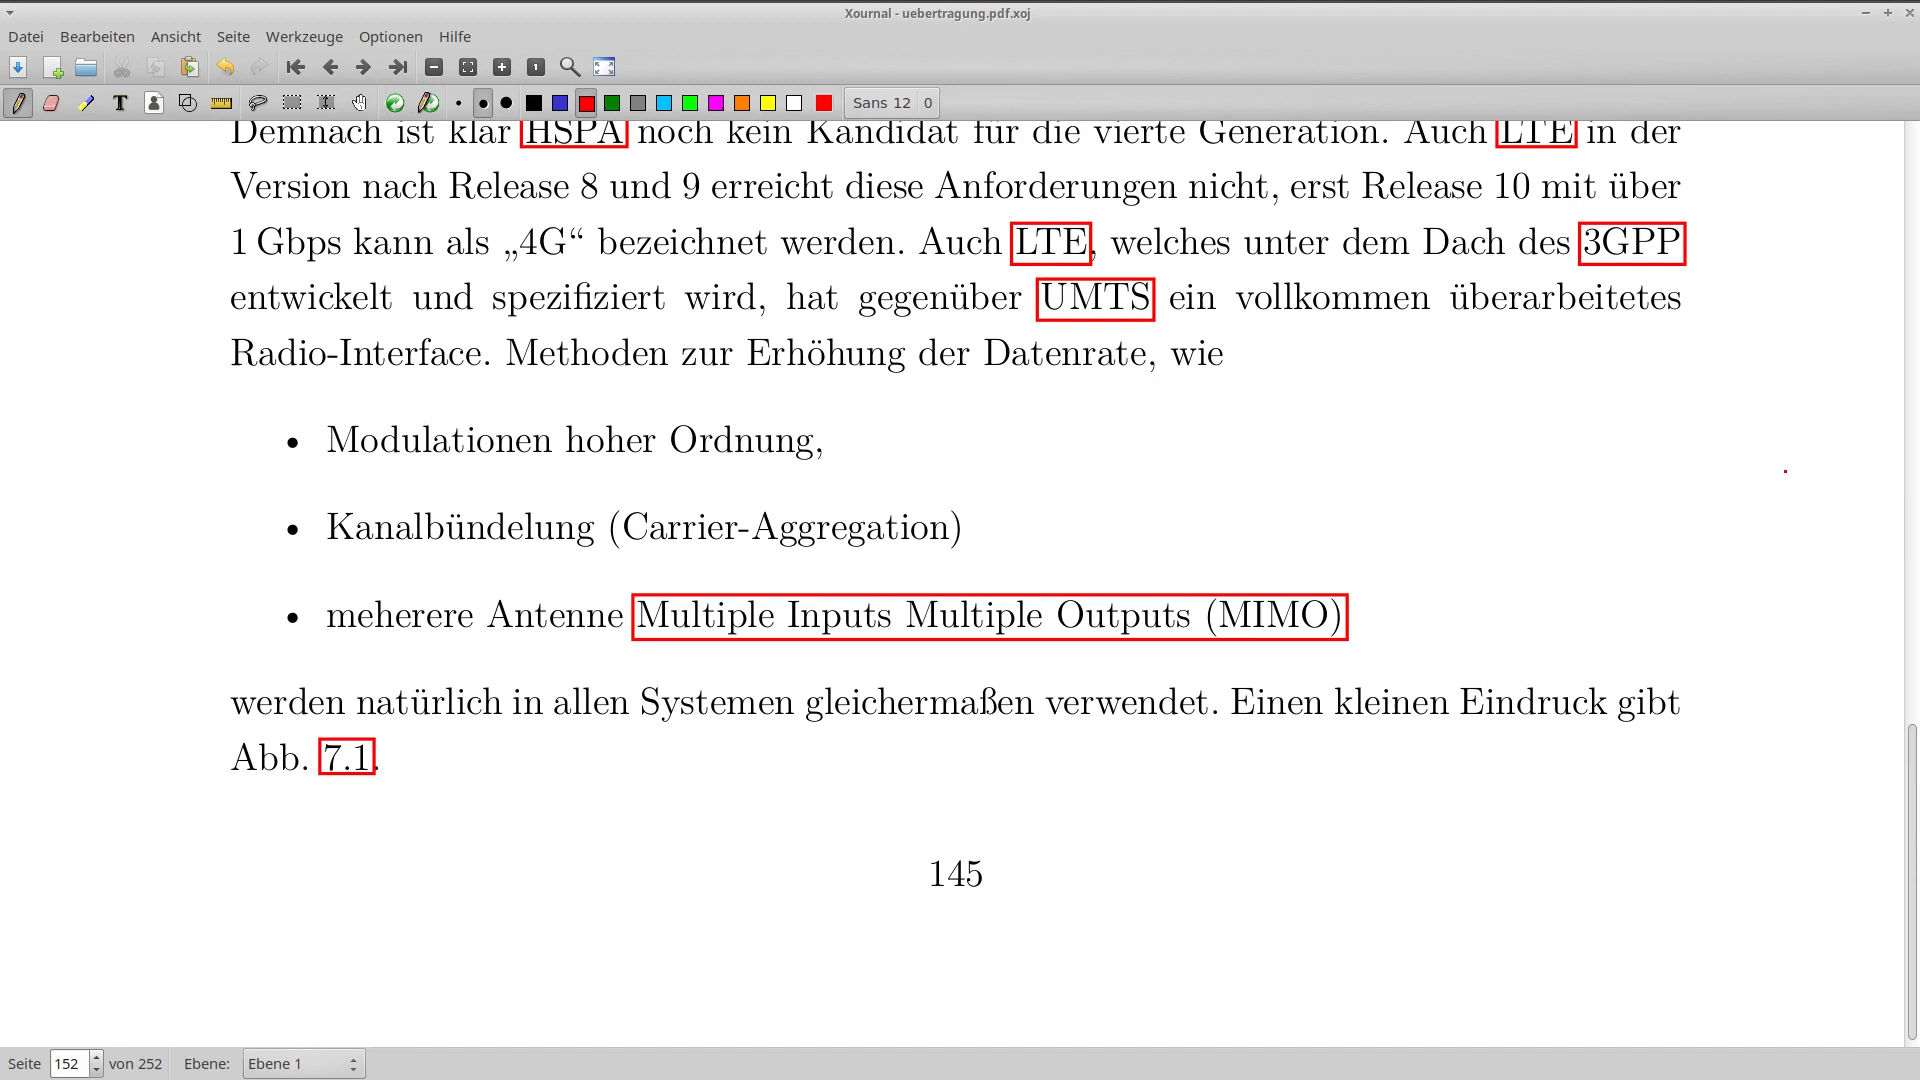 Xournal - uebertragung.pdf.xoj
Datei Bearbeiten Ansicht Seite Werkzeuge Optionen Hilfe
T Sans 12 0
Demnach ist klar HSPA noch kein Kandidat für die vierte Generation. Auch LTE in der
Version nach Release 8 und 9 erreicht diese Anforderungen nicht, erst Release 10 mit über
1 Gbps kann als „4G“ bezeichnet werden. Auch LTE, welches unter dem Dach des 3GPP
entwickelt und spezifiziert wird, hat gegenüber UMTS ein vollkommen überarbeitetes
Radio-Interface. Methoden zur Erhöhung der Datenrate, wie
• Modulationen hoher Ordnung,
• Kanalbündelung (Carrier-Aggregation)
• meherere Antenne Multiple Inputs Multiple Outputs (MIMO)
werden natürlich in allen Systemen gleichermaßen verwendet. Einen kleinen Eindruck gibt
Abb. 7.1.
145
Seite 152 von 252 Ebene: Ebene 1